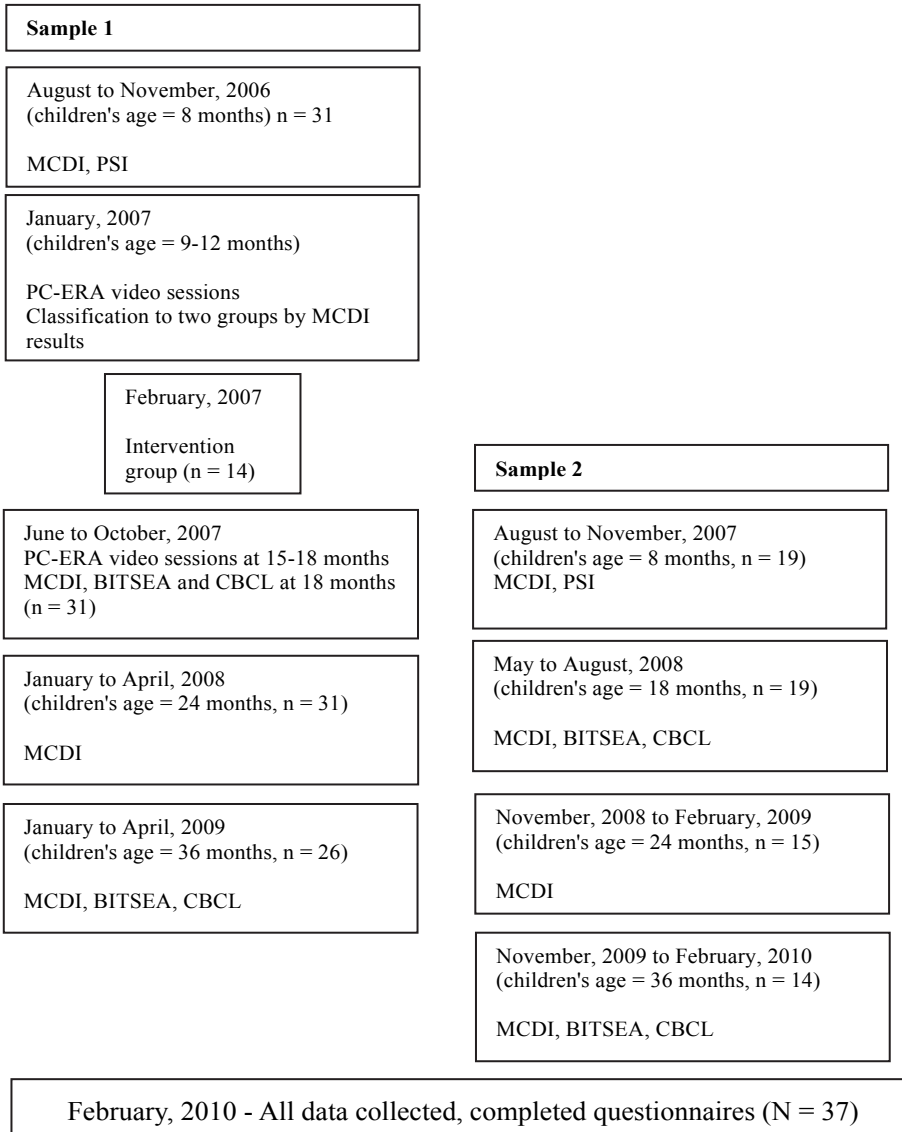 Sample 1
August to November, 2006
(children's age = 8 months) n = 31
MCDI, PSI
January, 2007
(children's age = 9-12 months)
PC-ERA video sessions
Classification to two groups by MCDI
results
February, 2007
Intervention
group (n = 14)
June to October, 2007
PC-ERA video sessions at 15-18 months
MCDI, BITSEA and CBCL at 18 months
(n = 31)
January to April, 2008
(children's age = 24 months, n = 31)
MCDI
January to April, 2009
(children's age = 36 months, n = 26)
MCDI, BITSEA, CBCL
Sample 2
August to November, 2007
(children's age = 8 months, n = 19)
MCDI, PSI
May to August, 2008
(children's age = 18 months, n = 19)
MCDI, BITSEA, CBCL
November, 2008 to February, 2009
(children's age = 24 months, n = 15)
MCDI
November, 2009 to February, 2010
(children's age = 36 months, n = 14)
MCDI, BITSEA, CBCL
February, 2010 - All data collected, completed questionnaires (N = 37)